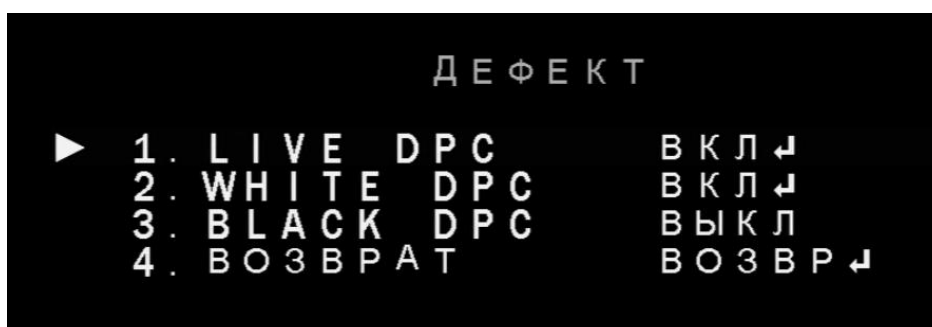 ДЕФЕКТ
1. LIVE DPC ВКЛ↲
2. WHITE DPC ВКЛ↲
3. BLACK DPC ВЫКЛ
4. ВОЗВРАТ ВОЗВР↲